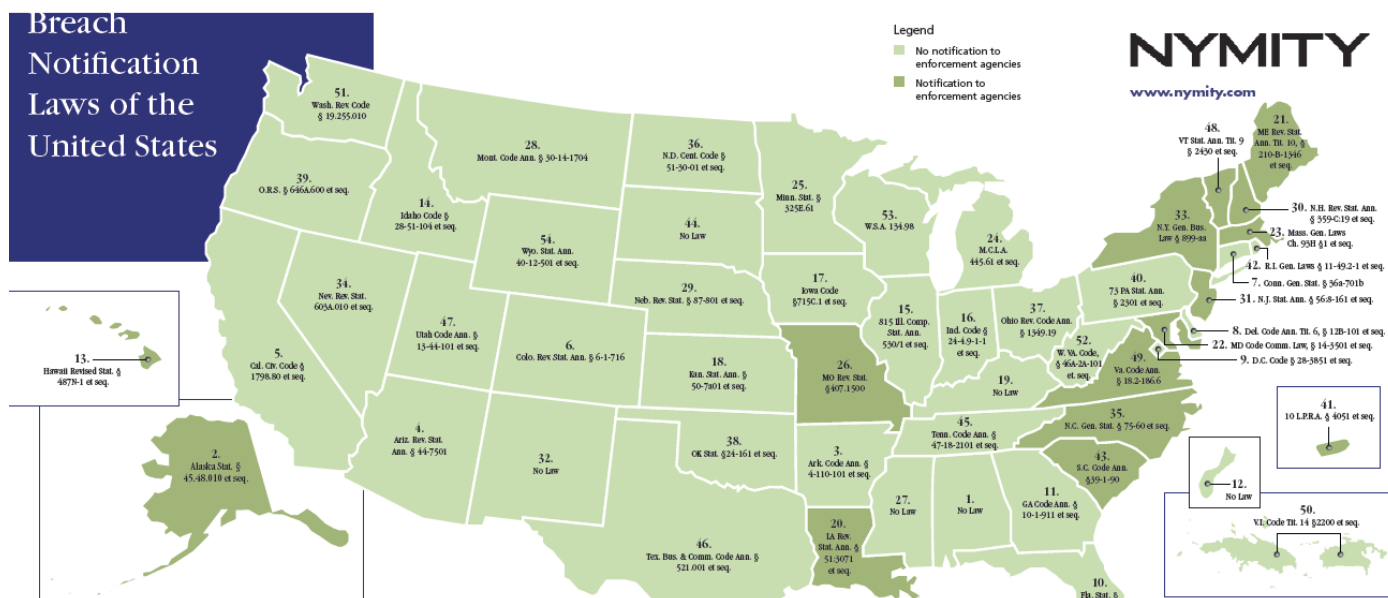 Breach
Notification
Laws of the
United States
Legend
No notification to
enforcement agencies
Notification to
enforcement agencies
NYMITY
www.nymity.com
51.
Wash. Rev. Code
§ 19.255.010
28.
Mont. Code Ann. § 30-14-1704
36.
N.D. Cent. Code §
51-30-01 et seq.
25.
Minn. Stat. §
325E.61
48.
VT Stat. Ann. Tit. 9
§ 2430 et seq.
21.
ME Rev. Stat.
Ann. Tit. 10, §
210-B-1346
et seq.
39.
O.R.S. § 646A.600 et seq.
14.
Idaho Code §
28-51-104 et seq.
44.
No Law
53.
W.S.A. 134.98
24.
M.C.L.A.
445.61 et seq.
33.
N.Y. Gen. Bus.
Law § 899-aa
30. N.H. Rev. Stat. Ann.
§ 359-C:19 et seq.
23. Mass. Gen. Laws
Ch. 93H §1 et seq.
42. R.I. Gen. Laws § 11-49.2-1 et seq.
7. Conn. Gen. Stat. § 36a-701b
31. N.J. Stat. Ann. § 56:8-161 et seq.
8. Del. Code Ann. Tit. 6, § 12B-101 et seq.
22. MD Code Comm. Law, § 14-3501 et seq.
9. D.C. Code § 28-3851 et seq.
54.
Wyo. Stat. Ann.
40-12-501 et seq.
34.
Nev. Rev. Stat.
603A.010 et seq.
29.
Neb. Rev. Stat. § 87-801 et seq.
17.
Iowa Code
§715C.1 et seq.
40.
73 PA Stat. Ann.
§ 2301 et seq.
47.
Utah Code Ann. §
13-44-101 et seq.
6.
Colo. Rev. Stat. Ann. § 6-1-716
15.
815 Ill. Comp.
Stat. Ann.
530/1 et seq.
16.
Ind. Code §
24-4.9-1-1
et seq.
37.
Ohio Rev. Code Ann.
§ 1349.19
13.
Hawaii Revised Stat. §
487N-1 et seq.
5.
Cal. Civ. Code §
1798.80 et seq.
18.
Kan. Stat. Ann. §
50-7a01 et seq.
26.
MO Rev. Stat.
§407.1500
52.
W. VA. Code,
§ 46A-2A-101
et seq.
49.
Va. Code Ann.
§ 18.2-186.6
19.
No Law
41.
10 L.P.R.A. § 4051 et seq.
4.
Ariz. Rev. Stat.
Ann. § 44-7501
32.
No Law
38.
OK Stat. §24-161 et seq.
45.
Tenn. Code Ann. §
47-18-2101 et seq.
35.
N.C. Gen. Stat. § 75-60 et seq.
2.
Alaska Stat. §
45.48.010 et seq.
3.
Ark. Code Ann. §
4-110-101 et seq.
43.
S.C. Code Ann.
§39-1-90
12.
No Law
27.
No Law
1.
No Law
11.
GA Code Ann. §
10-1-911 et seq.
50.
V.I. Code Tit. 14 §2200 et seq.
20.
LA Rev.
Stat. Ann. §
51:3071
et seq.
46.
Tex. Bus. & Comm. Code Ann. §
521.001 et seq.
10.
Fla. Stat. §